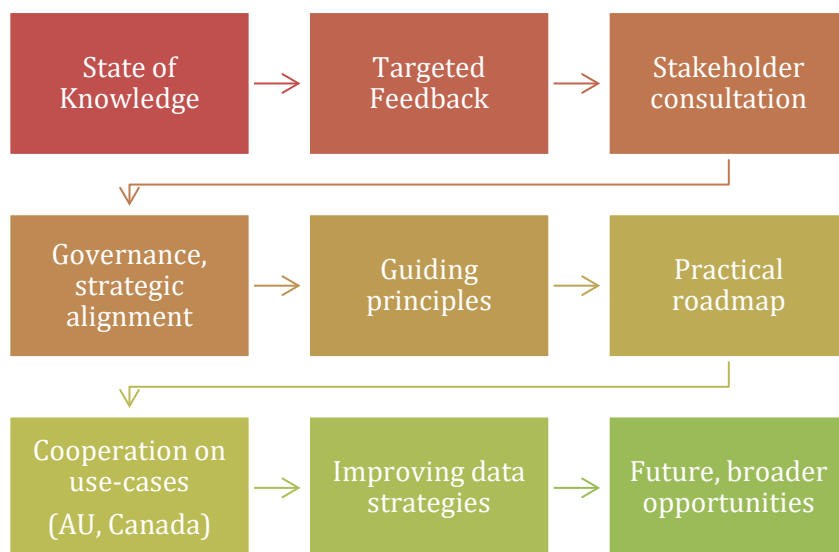 State of
Knowledge
Targeted
Feedback
Stakeholder
consultation
Governance,
strategic
alignment
Guiding
principles
Practical
roadmap
Cooperation on
use-cases
(AU, Canada)
Improving data
strategies
Future, broader
opportunities